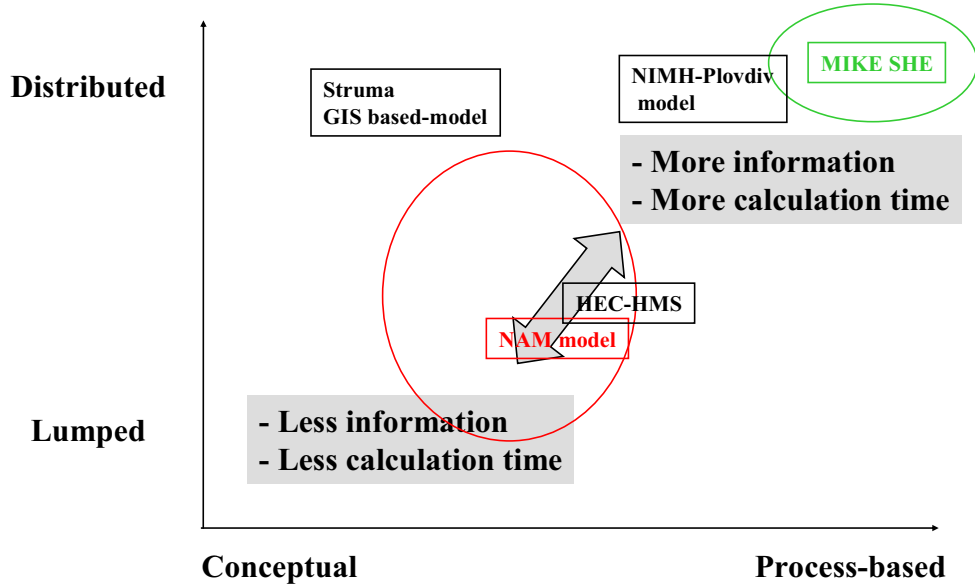 Distributed
Struma
GIS based-model
NIMH-Plovdiv
model
MIKE SHE
- More information
- More calculation time
HEC-HMS
NAM model
Lumped
- Less information
- Less calculation time
Conceptual
Process-based